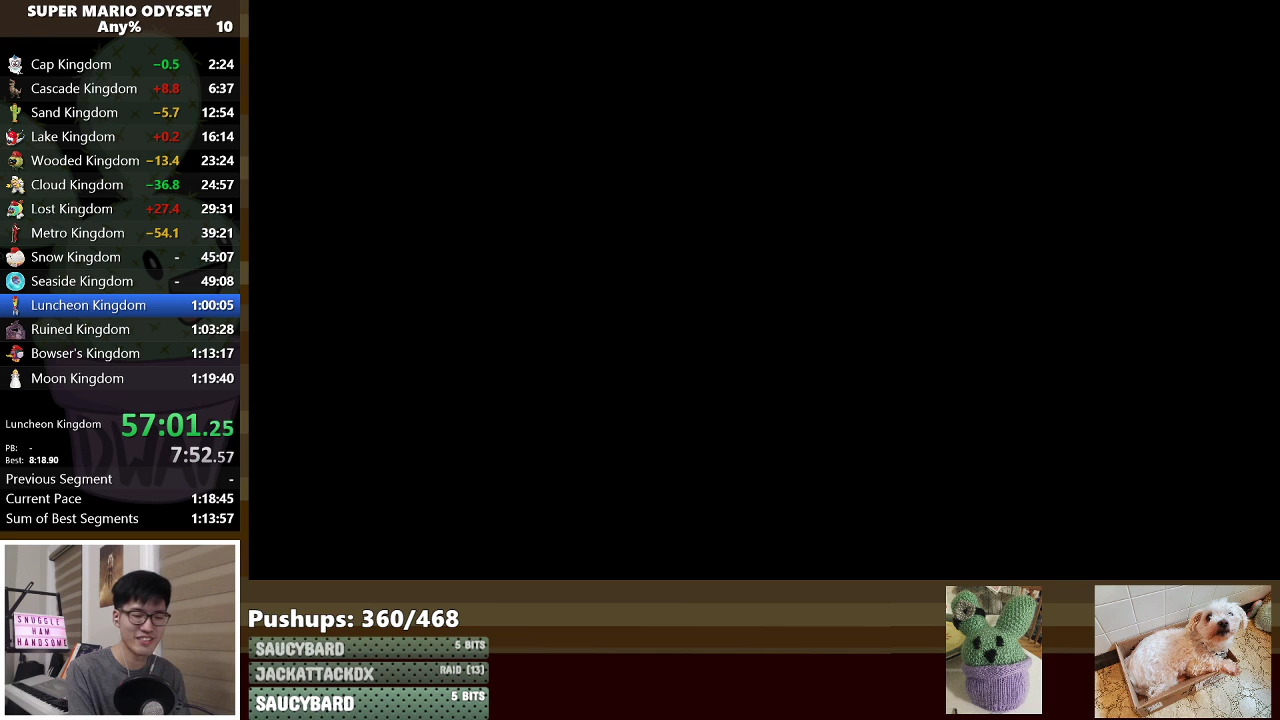 SUPER MARIO ODYSSEY
Any% 10
Cap Kingdom −0.5 2:24
Cascade Kingdom +8.8 6:37
Sand Kingdom −5.7 12:54
Lake Kingdom +0.2 16:14
Wooded Kingdom −13.4 23:24
Cloud Kingdom −36.8 24:57
Lost Kingdom +27.4 29:31
Metro Kingdom −54.1 39:21
Snow Kingdom - 45:07
Seaside Kingdom - 49:08
Luncheon Kingdom 1:00:05
Ruined Kingdom 1:03:28
Bowser's Kingdom 1:13:17
Moon Kingdom 1:19:40
Luncheon Kingdom 57:01.25
PB: -
Best: 8:18.90 7:52.57
Previous Segment -
Current Pace 1:18:45
Sum of Best Segments 1:13:57
SNUGGLE
HAM
HANDSOME
Pushups: 360/468
SAUCYBARD 5 BITS
JACKATTACKDX RAID (13)
SAUCYBARD 5 BITS